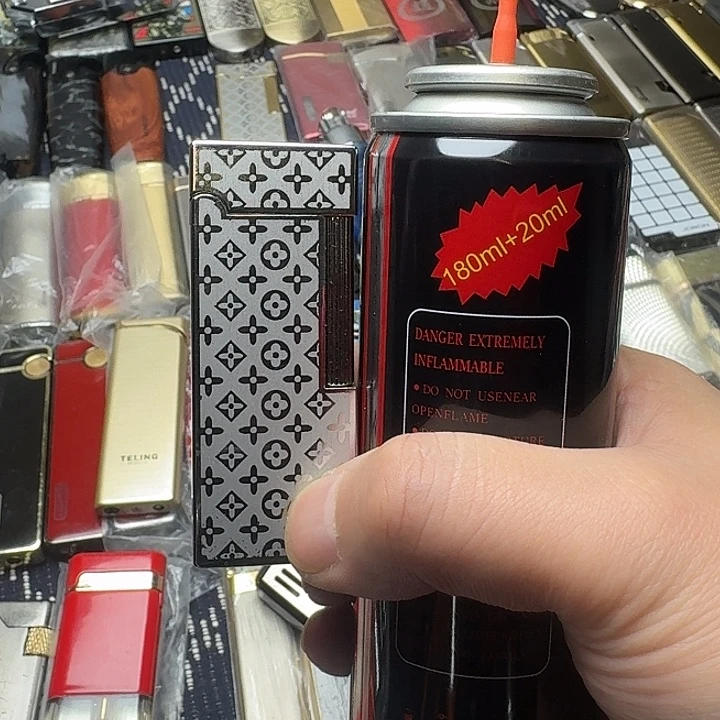 180ml+20ml
DANGER EXTREMELY
INFLAMMABLE
• DO NOT USENEAR
OPENFLAME
TELING